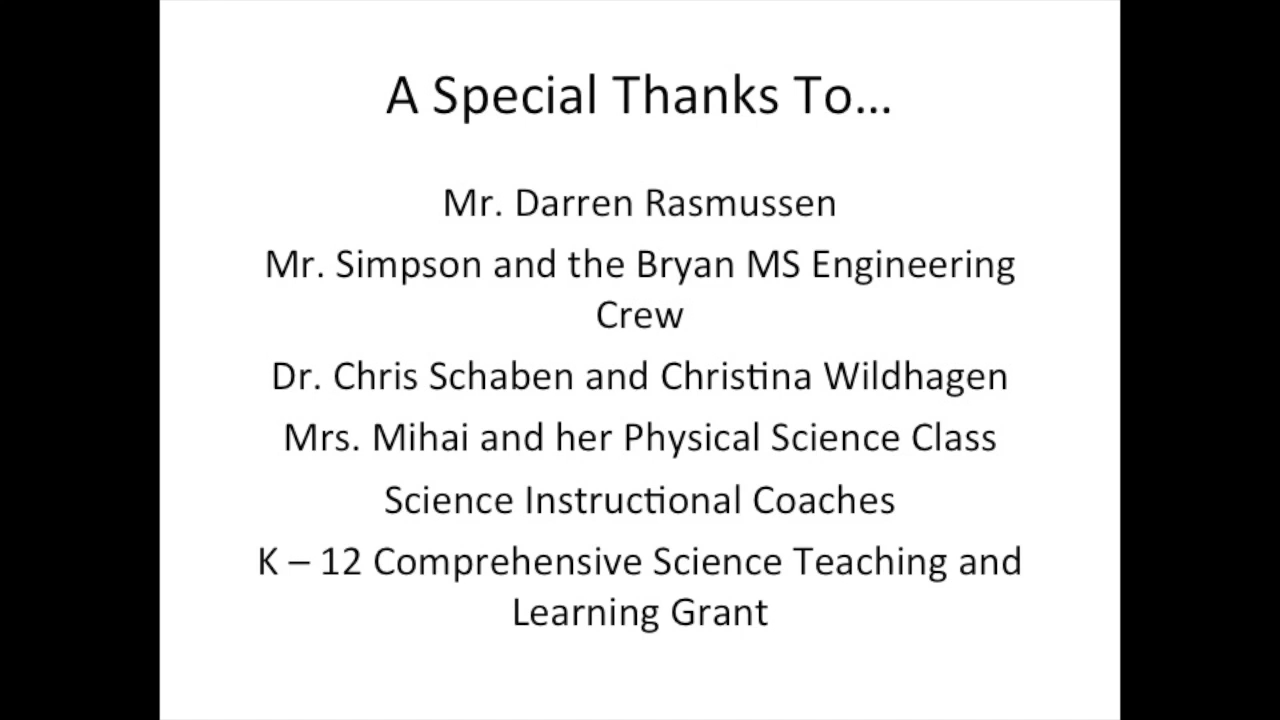 A Special Thanks To…
Mr. Darren Rasmussen
Mr. Simpson and the Bryan MS Engineering
Crew
Dr. Chris Schaben and Christina Wildhagen
Mrs. Mihai and her Physical Science Class
Science Instructional Coaches
K – 12 Comprehensive Science Teaching and
Learning Grant